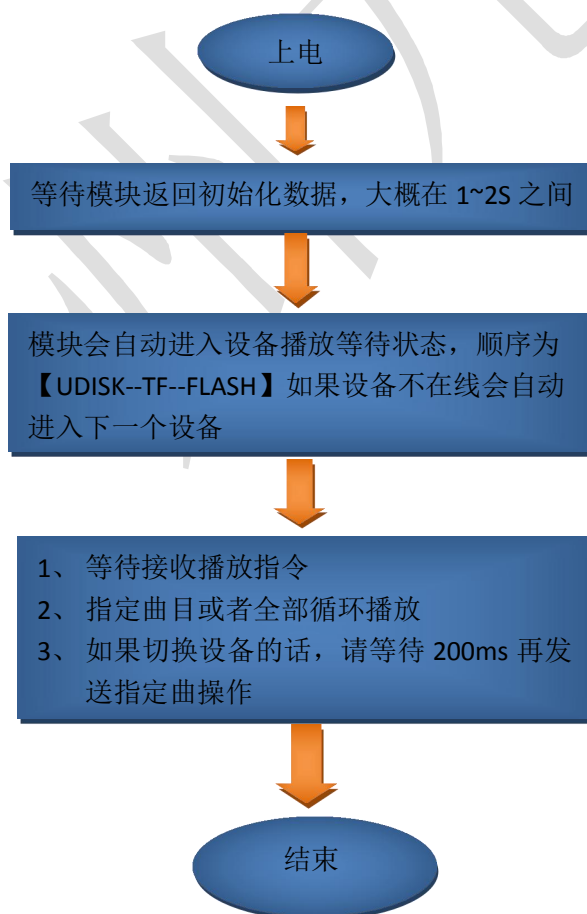 上电
等待模块返回初始化数据，大概在 1~2S 之间
模块会自动进入设备播放等待状态，顺序为
【UDISK--TF--FLASH】如果设备不在线会自动
进入下一个设备
1、 等待接收播放指令
2、 指定曲目或者全部循环播放
3、 如果切换设备的话，请等待 200ms 再发
送指定曲操作
结束